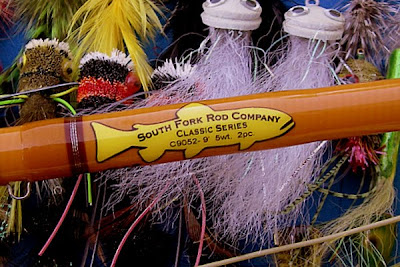 South Fork Rod Company
Classic Series
C9052- 9' 5wt. 2pc.